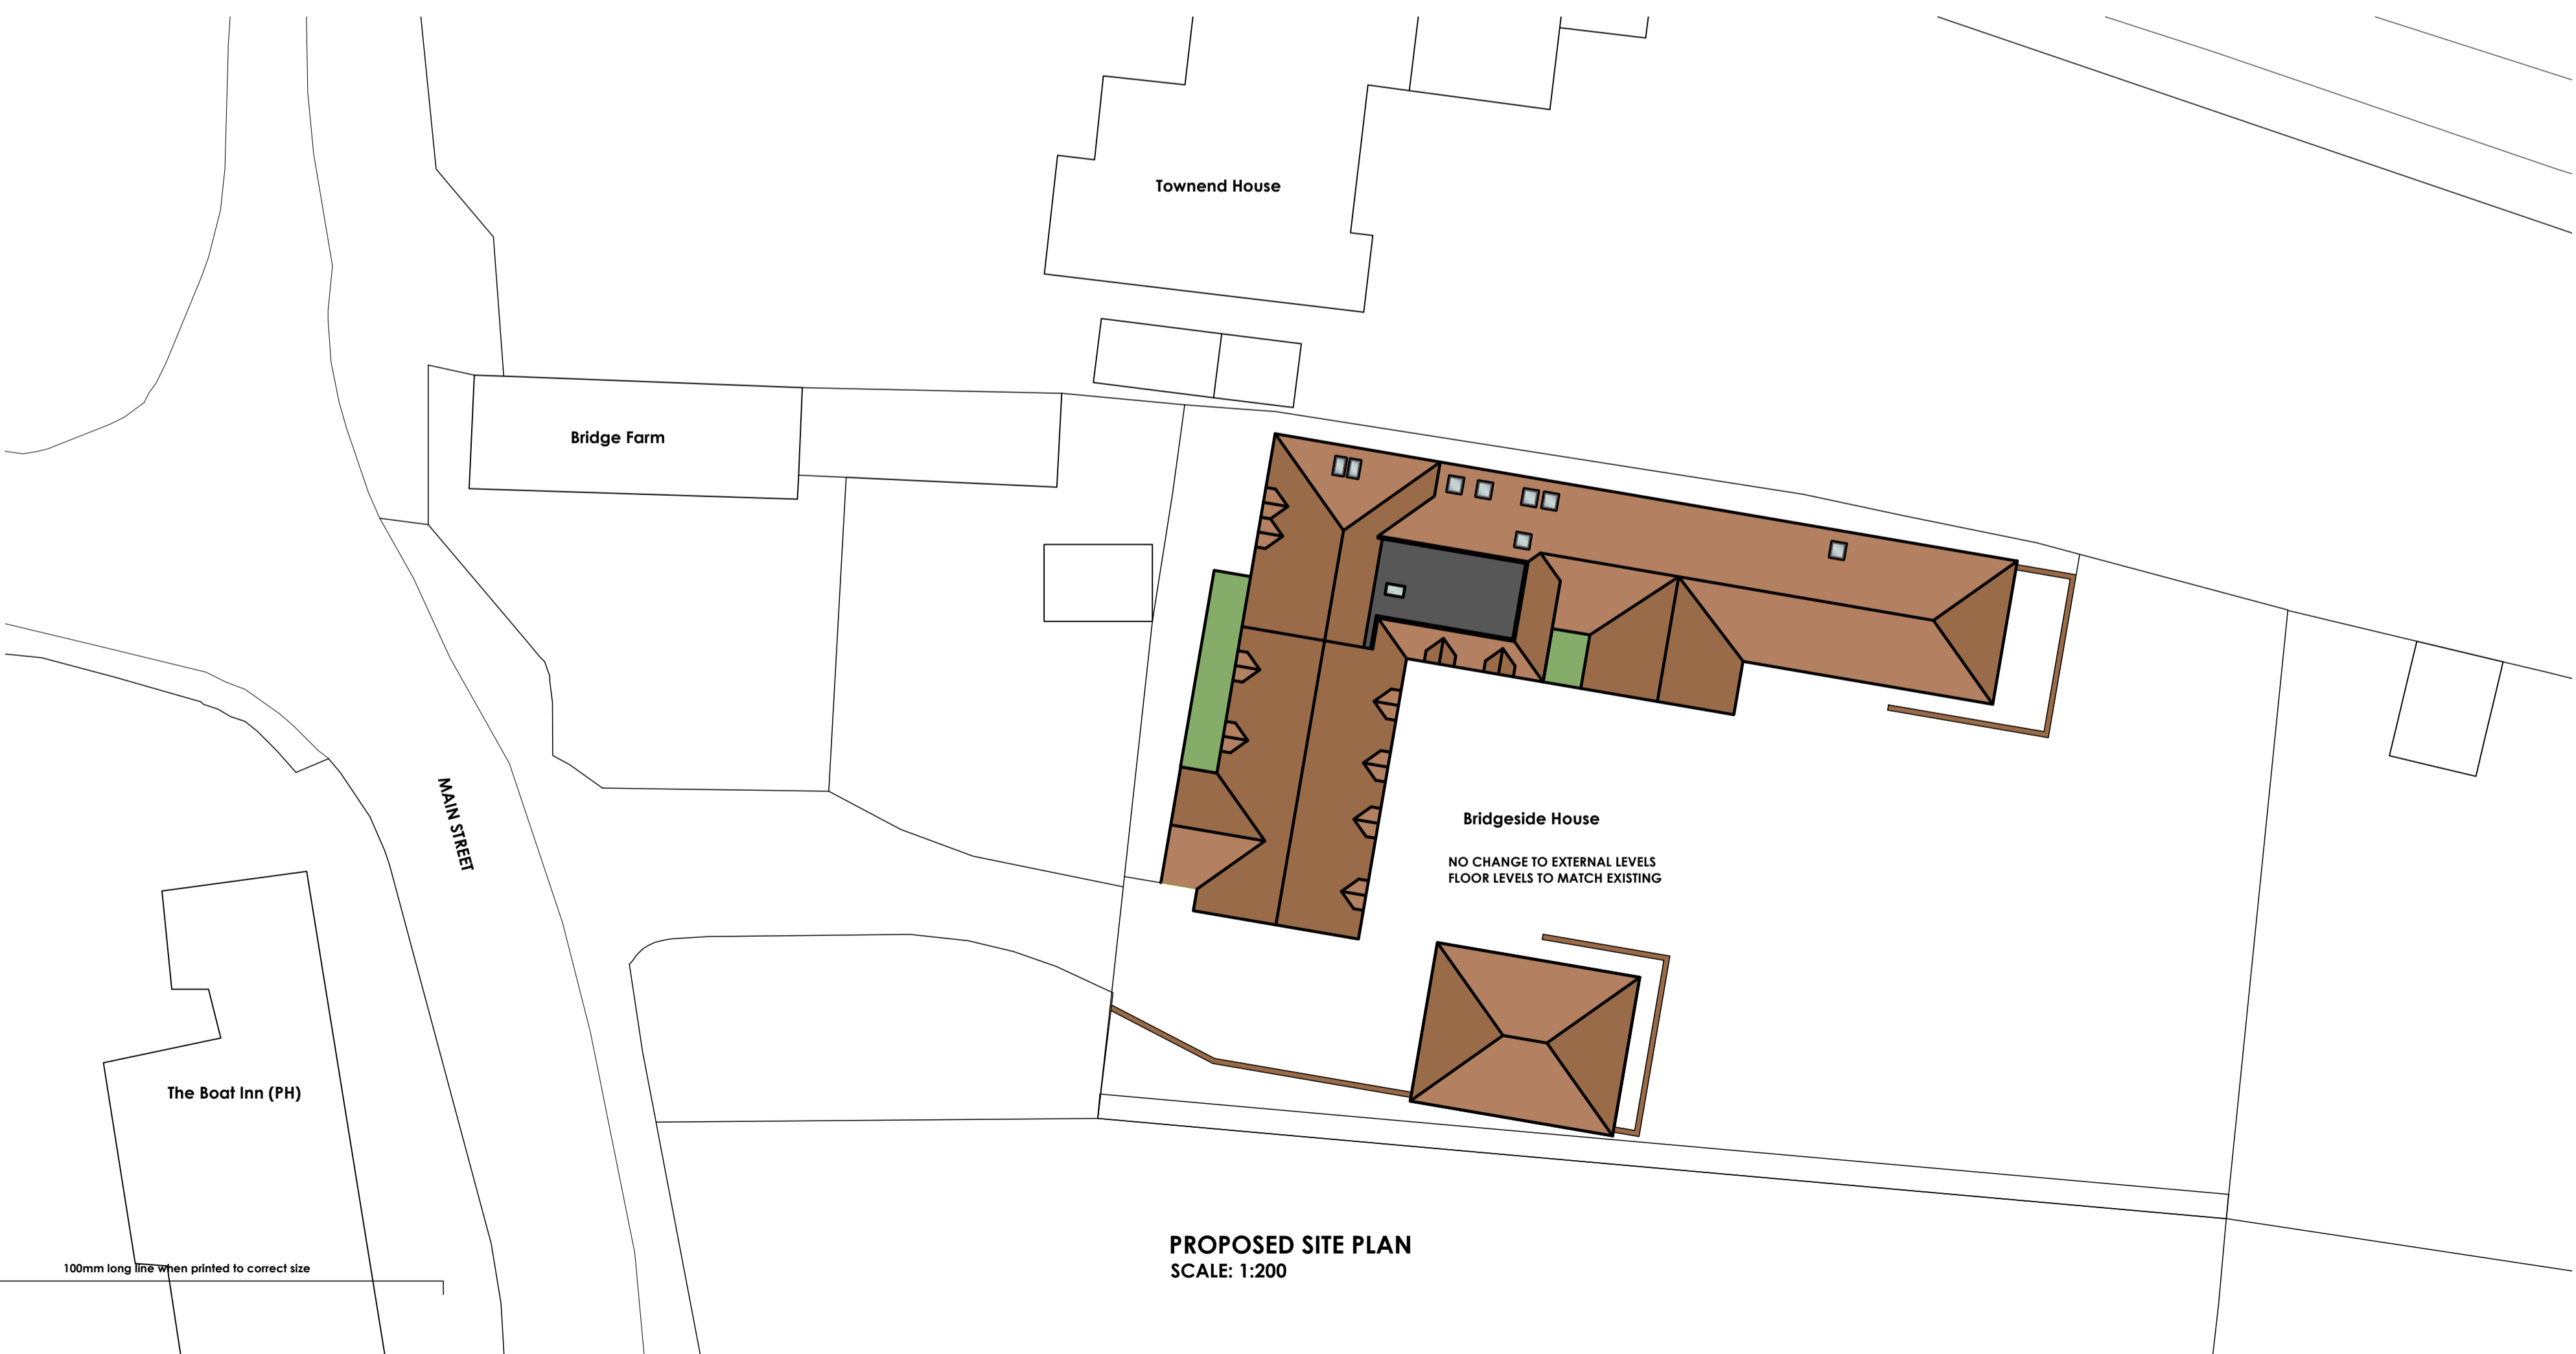 Townend House
Bridge Farm
MAIN STREET
Bridgeside House
NO CHANGE TO EXTERNAL LEVELS
FLOOR LEVELS TO MATCH EXISTING
The Boat Inn (PH)
PROPOSED SITE PLAN
SCALE: 1:200
100mm long line when printed to correct size